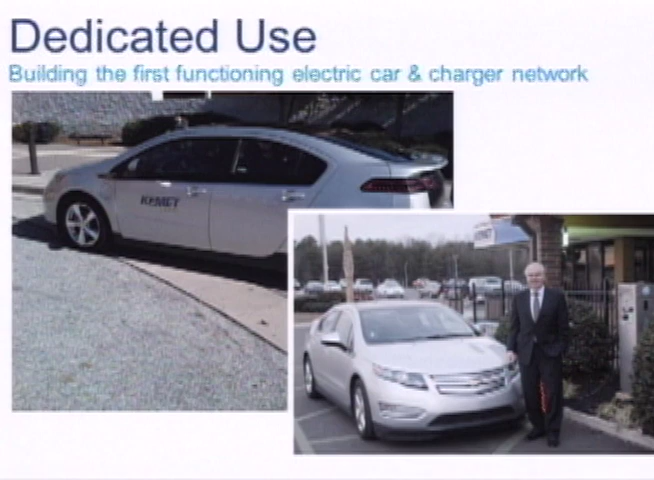 Dedicated Use
Building the first functioning electric car & charger network
KEMET